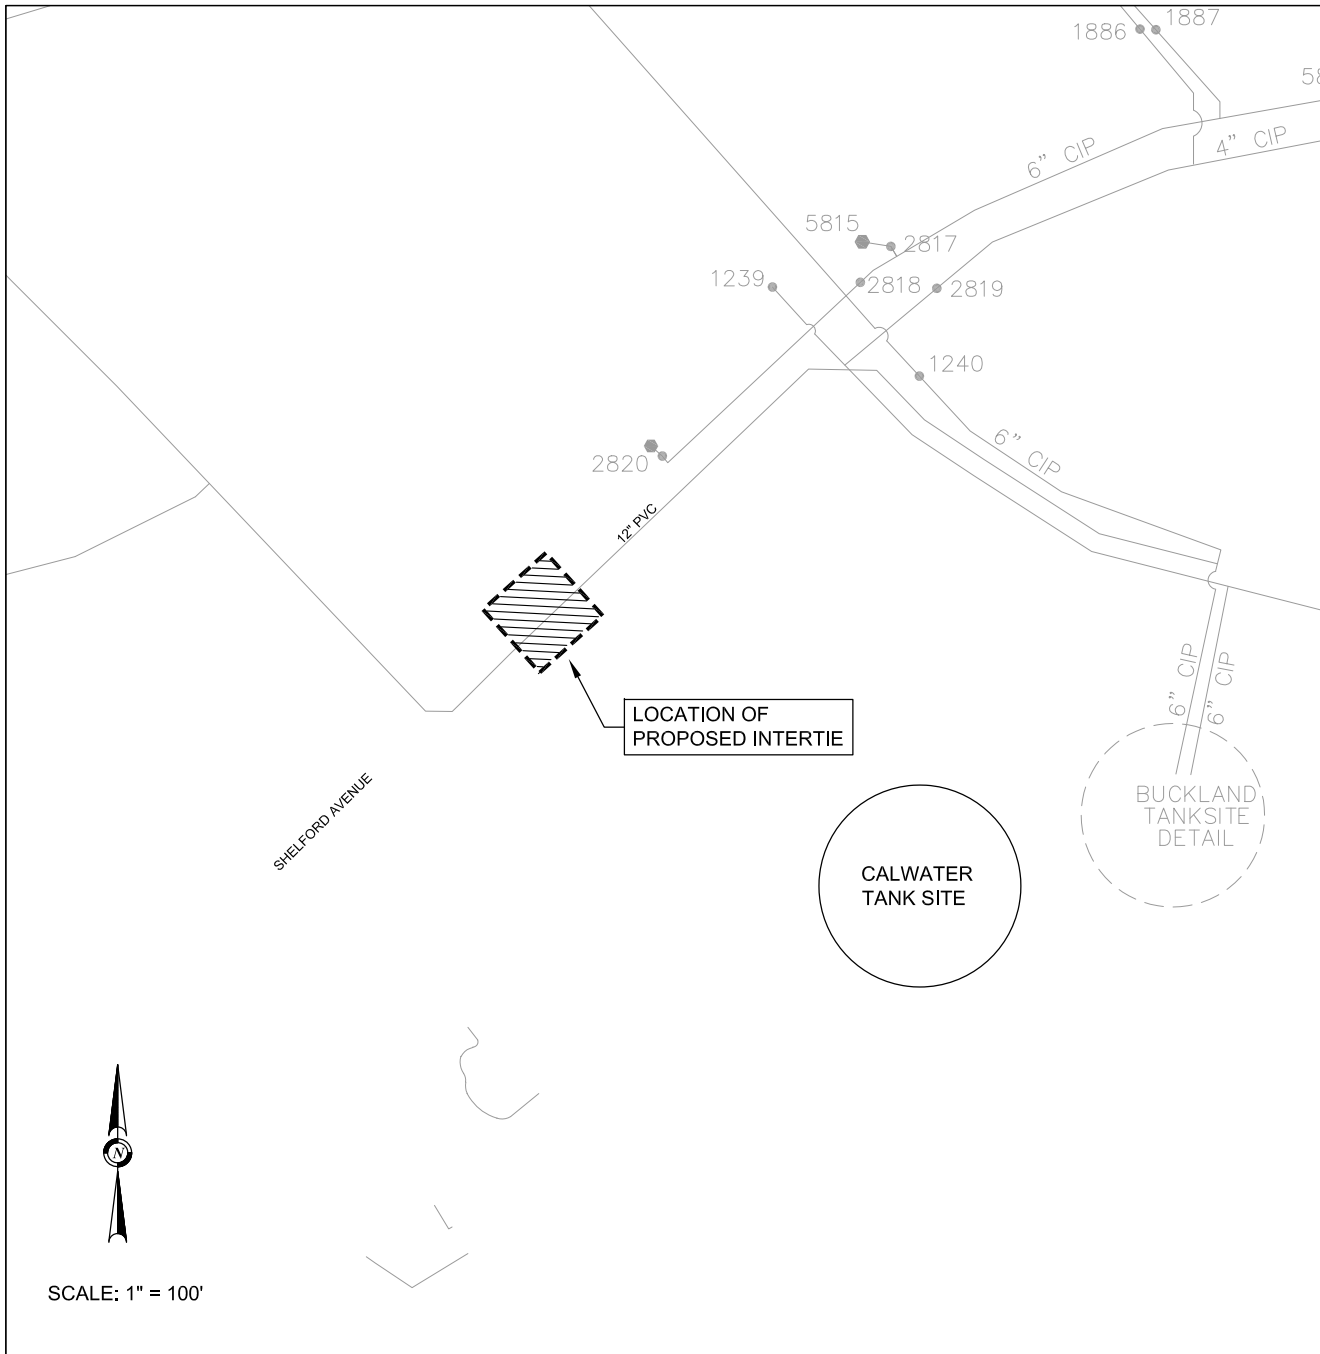 1886
1887
58
6" CIP
4" CIP
5815
2817
1239
2818
2819
1240
6" CIP
2820
12" PVC
LOCATION OF
PROPOSED INTERTIE
6" CIP
6" CIP
SHELFORD AVENUE
BUCKLAND
TANKSITE
DETAIL
CALWATER
TANK SITE
N
SCALE: 1" = 100'